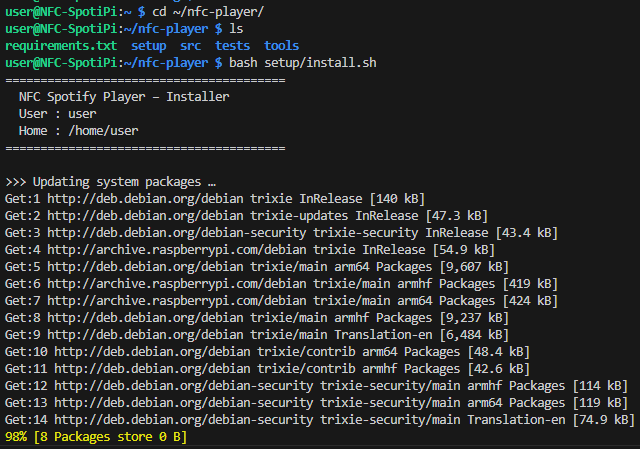 user@NFC-SpotiPi:~ $ cd ~/nfc-player/
user@NFC-SpotiPi:~/nfc-player $ ls
requirements.txt  setup  src  tests  tools
user@NFC-SpotiPi:~/nfc-player $ bash setup/install.sh
========================================
  NFC Spotify Player – Installer
  User : user
  Home : /home/user
========================================
>>> Updating system packages …
Get:1 http://deb.debian.org/debian trixie InRelease [140 kB]
Get:2 http://deb.debian.org/debian trixie-updates InRelease [47.3 kB]
Get:3 http://deb.debian.org/debian-security trixie-security InRelease [43.4 kB]
Get:4 http://archive.raspberrypi.com/debian trixie InRelease [54.9 kB]
Get:5 http://deb.debian.org/debian trixie/main arm64 Packages [9,607 kB]
Get:6 http://archive.raspberrypi.com/debian trixie/main armhf Packages [419 kB]
Get:7 http://archive.raspberrypi.com/debian trixie/main arm64 Packages [424 kB]
Get:8 http://deb.debian.org/debian trixie/main armhf Packages [9,237 kB]
Get:9 http://deb.debian.org/debian trixie/main Translation-en [6,484 kB]
Get:10 http://deb.debian.org/debian trixie/contrib arm64 Packages [48.4 kB]
Get:11 http://deb.debian.org/debian trixie/contrib armhf Packages [42.6 kB]
Get:12 http://deb.debian.org/debian-security trixie-security/main armhf Packages [114 kB]
Get:13 http://deb.debian.org/debian-security trixie-security/main arm64 Packages [119 kB]
Get:14 http://deb.debian.org/debian-security trixie-security/main Translation-en [74.9 kB]
98% [8 Packages store 0 B]